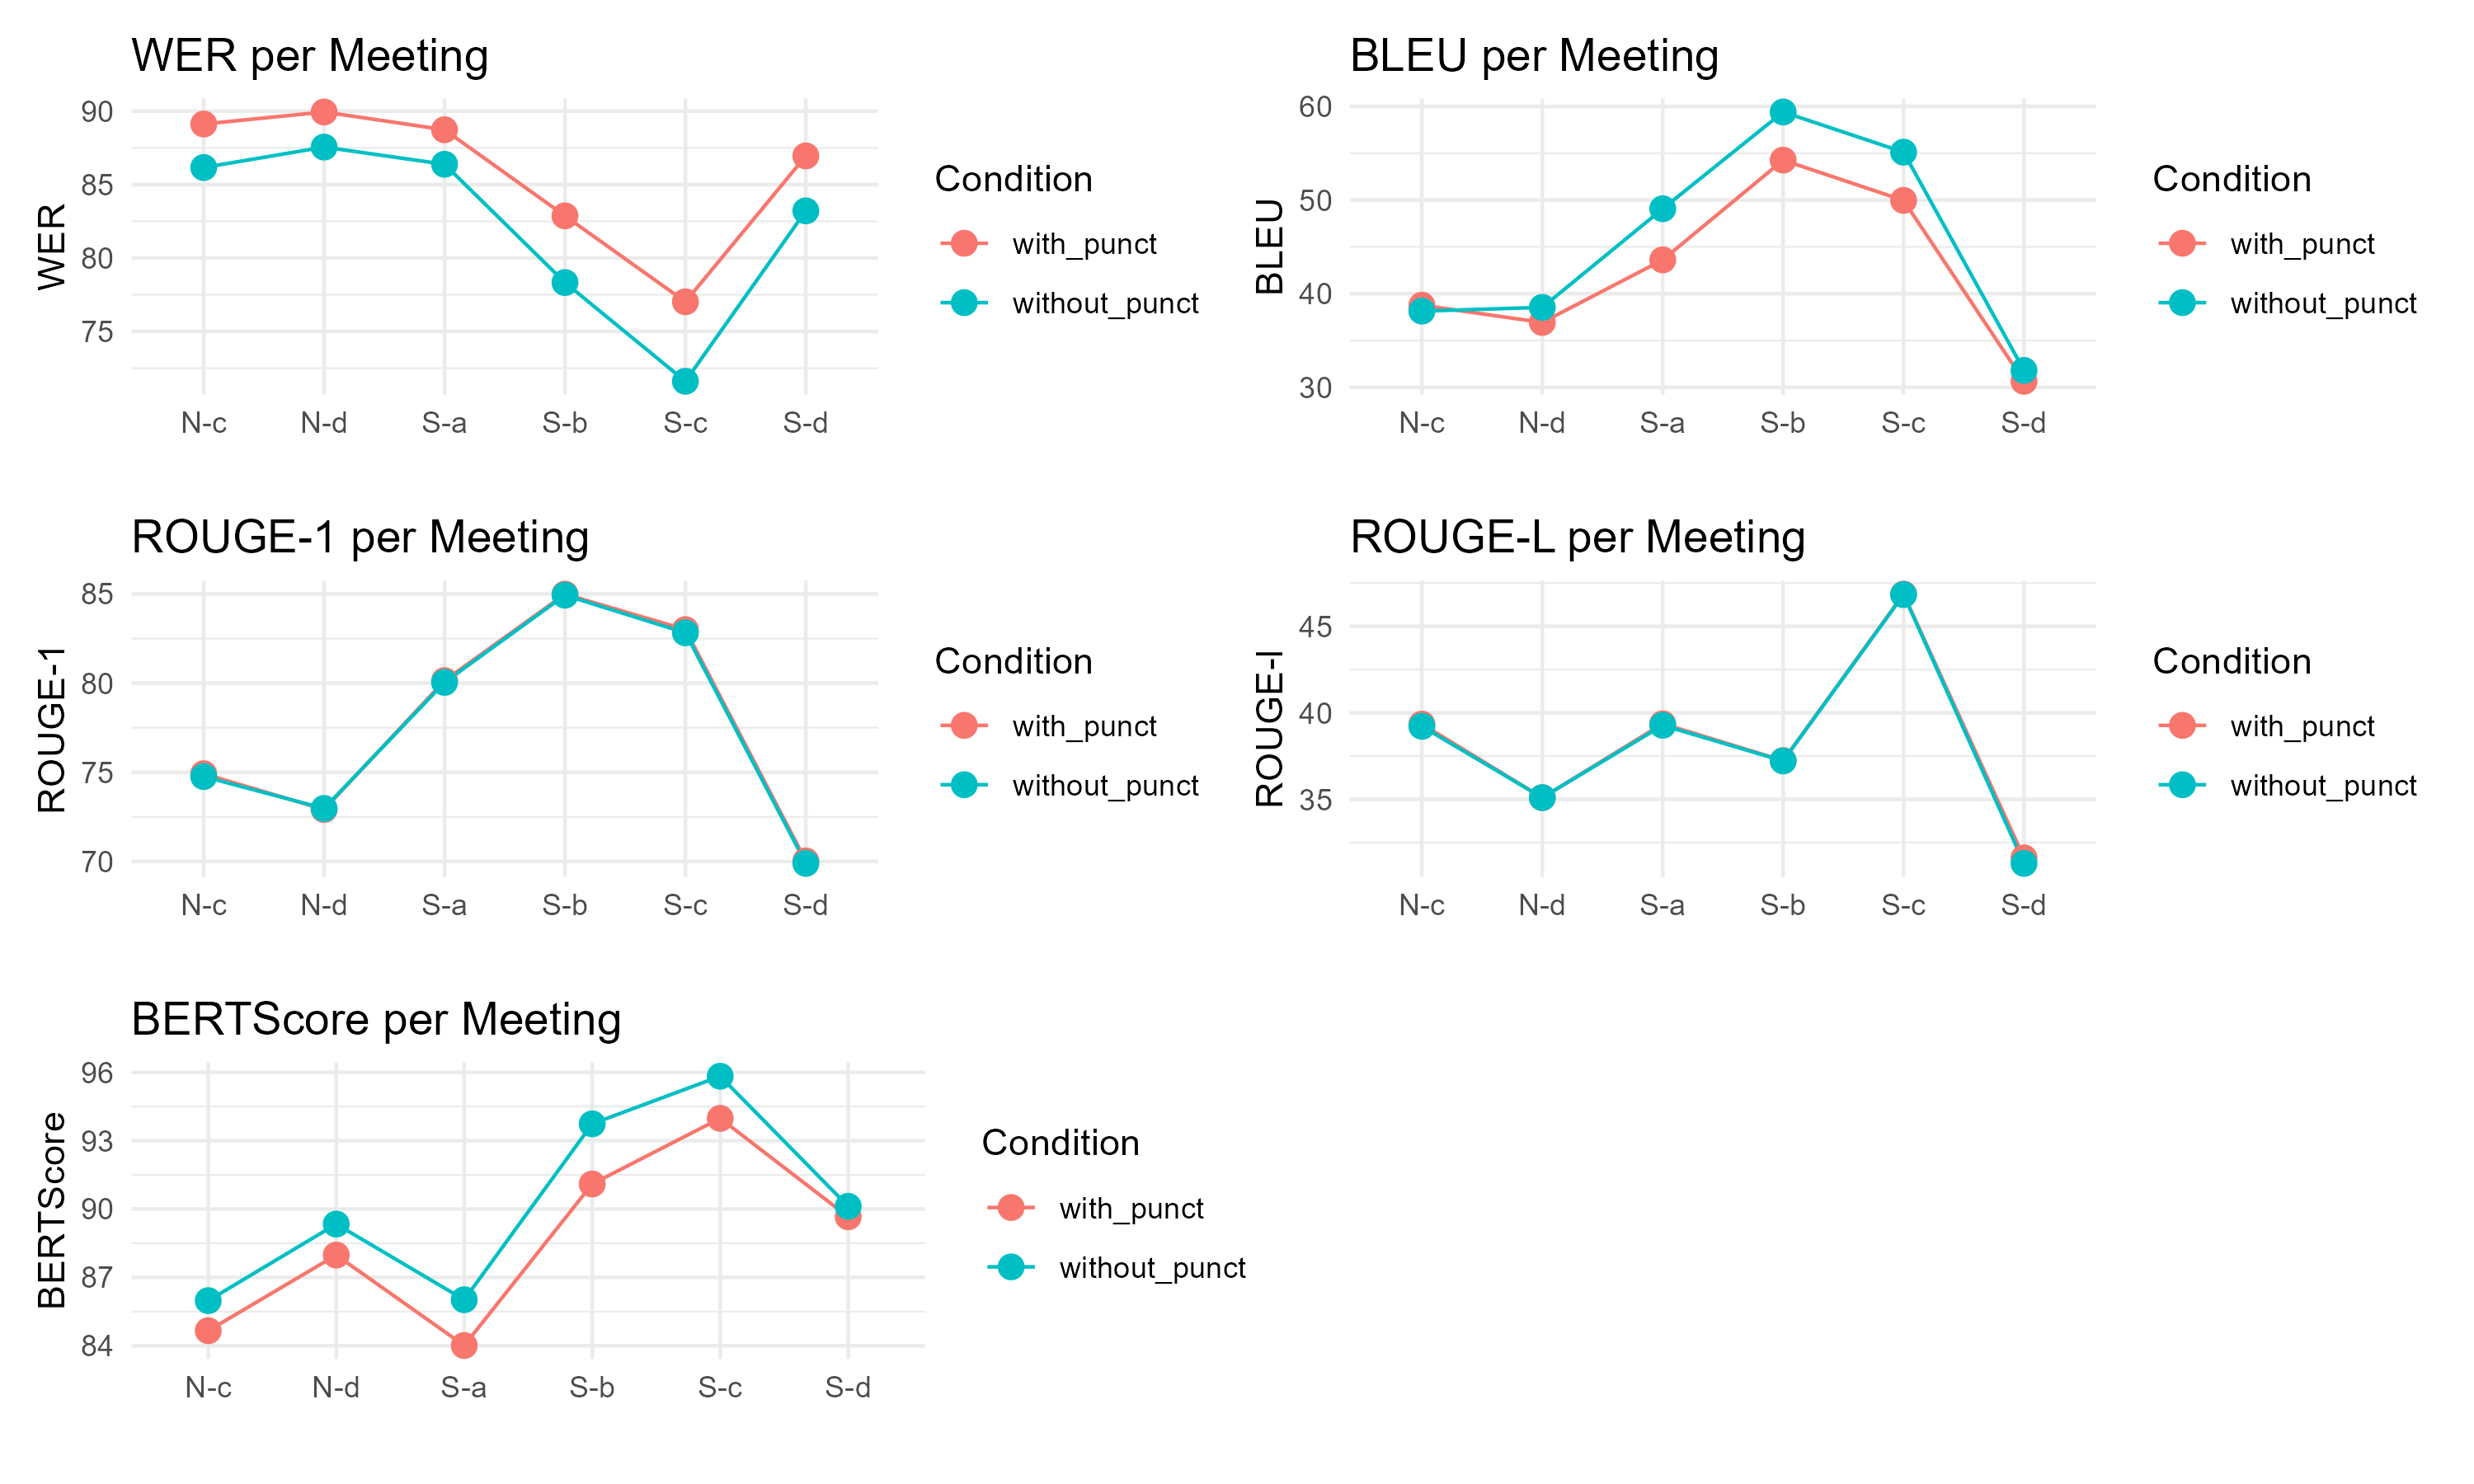 WER per Meeting
90
85
80
75
WER
N-c N-d S-a S-b S-c S-d
Condition
with_punct
without_punct
BLEU per Meeting
60
50
40
30
BLEU
N-c N-d S-a S-b S-c S-d
Condition
with_punct
without_punct
ROUGE-1 per Meeting
85
80
75
70
ROUGE-1
N-c N-d S-a S-b S-c S-d
Condition
with_punct
without_punct
ROUGE-L per Meeting
45
40
35
ROUGE-l
N-c N-d S-a S-b S-c S-d
Condition
with_punct
without_punct
BERTScore per Meeting
96
93
90
87
84
BERTScore
N-c N-d S-a S-b S-c S-d
Condition
with_punct
without_punct